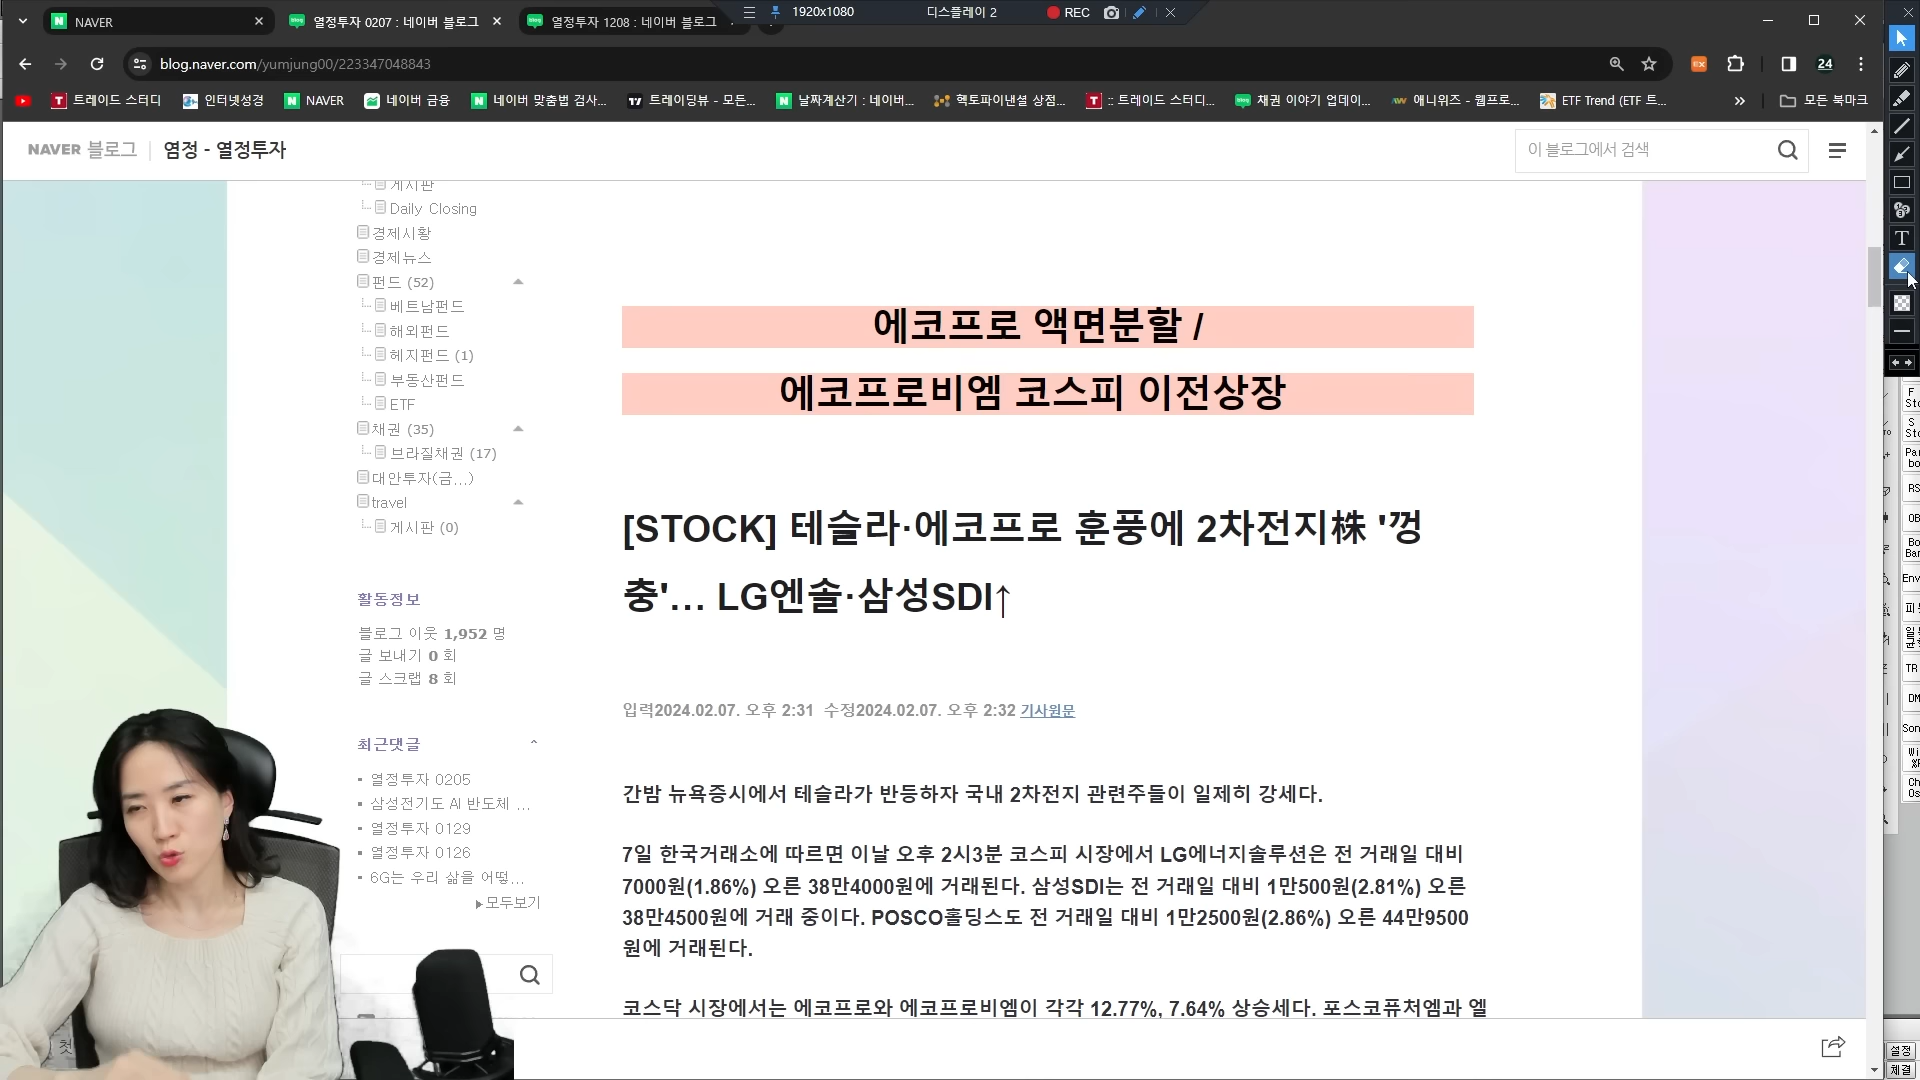 1920x1080
디스플레이 2
REC
NAVER
열정투자 0207 : 네이버 블로그
열정투자 1208 : 네이버 블로그
blog.naver.com/yumjung00/223347048843
24
트레이드 스터디
인터넷성경
NAVER
네이버 금융
네이버 맞춤법 검사...
트레이딩뷰 - 모든...
날짜계산기 : 네이버...
핵토파이낸셜 상점...
:: 트레이드 스터디...
채권 이야기 업데이...
애니위즈 - 웹프로...
ETF Trend (ETF 트...
모든 북마크
NAVER 블로그
염정 - 열정투자
이 블로그에서 검색
게시판
Daily Closing
경제시황
경제뉴스
펀드 (52)
베트남펀드
해외펀드
헤지펀드 (1)
부동산펀드
ETF
채권 (35)
브라질채권 (17)
대안투자(금...)
travel
게시판 (0)
활동정보
블로그 이웃 1,952 명
글 보내기 0 회
글 스크랩 8 회
최근댓글
열정투자 0205
삼성전기도 AI 반도체 ...
열정투자 0129
열정투자 0126
6G는 우리 삶을 어떻...
모두보기
에코프로 액면분할 /
에코프로비엠 코스피 이전상장
[STOCK] 테슬라·에코프로 훈풍에 2차전지株 '껑
충'… LG엔솔·삼성SDI↑
입력2024.02.07. 오후 2:31 수정2024.02.07. 오후 2:32 기사원문
간밤 뉴욕증시에서 테슬라가 반등하자 국내 2차전지 관련주들이 일제히 강세다.
7일 한국거래소에 따르면 이날 오후 2시3분 코스피 시장에서 LG에너지솔루션은 전 거래일 대비
7000원(1.86%) 오른 38만4000원에 거래된다. 삼성SDI는 전 거래일 대비 1만500원(2.81%) 오른
38만4500원에 거래 중이다. POSCO홀딩스도 전 거래일 대비 1만2500원(2.86%) 오른 44만9500
원에 거래된다.
코스닥 시장에서는 에코프로와 에코프로비엠이 각각 12.77%, 7.64% 상승세다. 포스코퓨처엠과 엘
첫
설정
체결